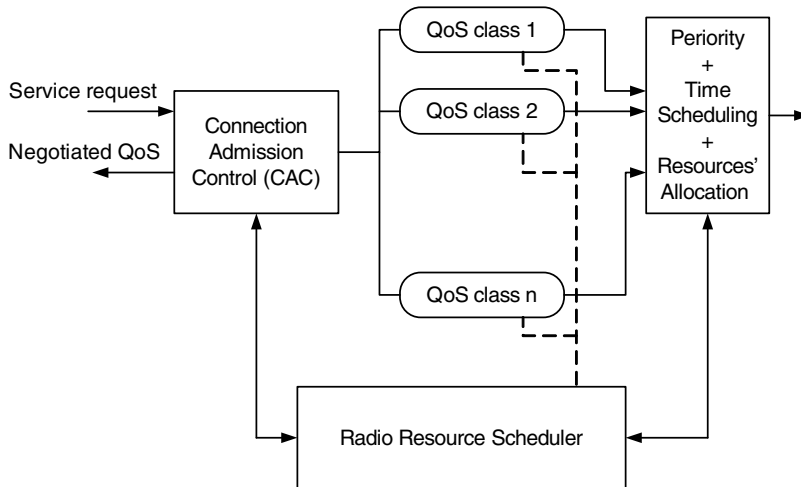 Service request
Negotiated QoS
Connection
Admission
Control (CAC)
QoS class 1
QoS class 2
QoS class n
Periority
+
Time
Scheduling
+
Resources'
Allocation
Radio Resource Scheduler